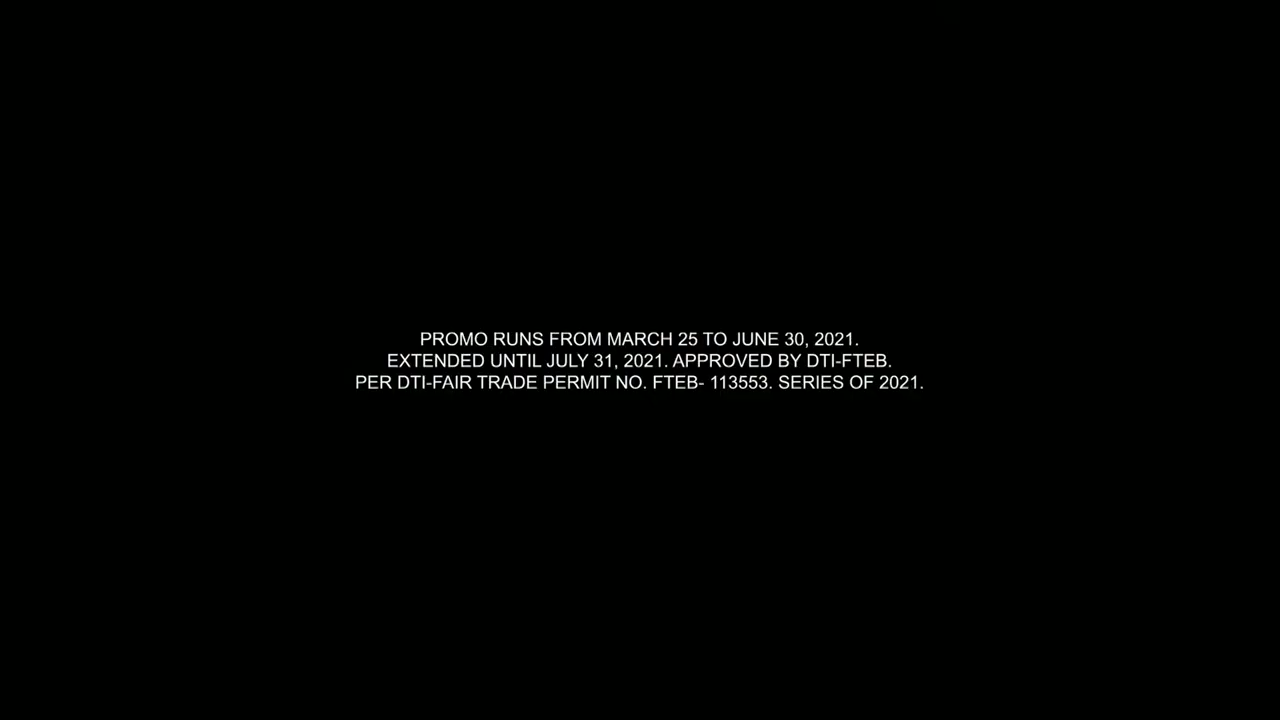 PROMO RUNS FROM MARCH 25 TO JUNE 30, 2021.
EXTENDED UNTIL JULY 31, 2021. APPROVED BY DTI-FTEB.
PER DTI-FAIR TRADE PERMIT NO. FTEB- 113553. SERIES OF 2021.